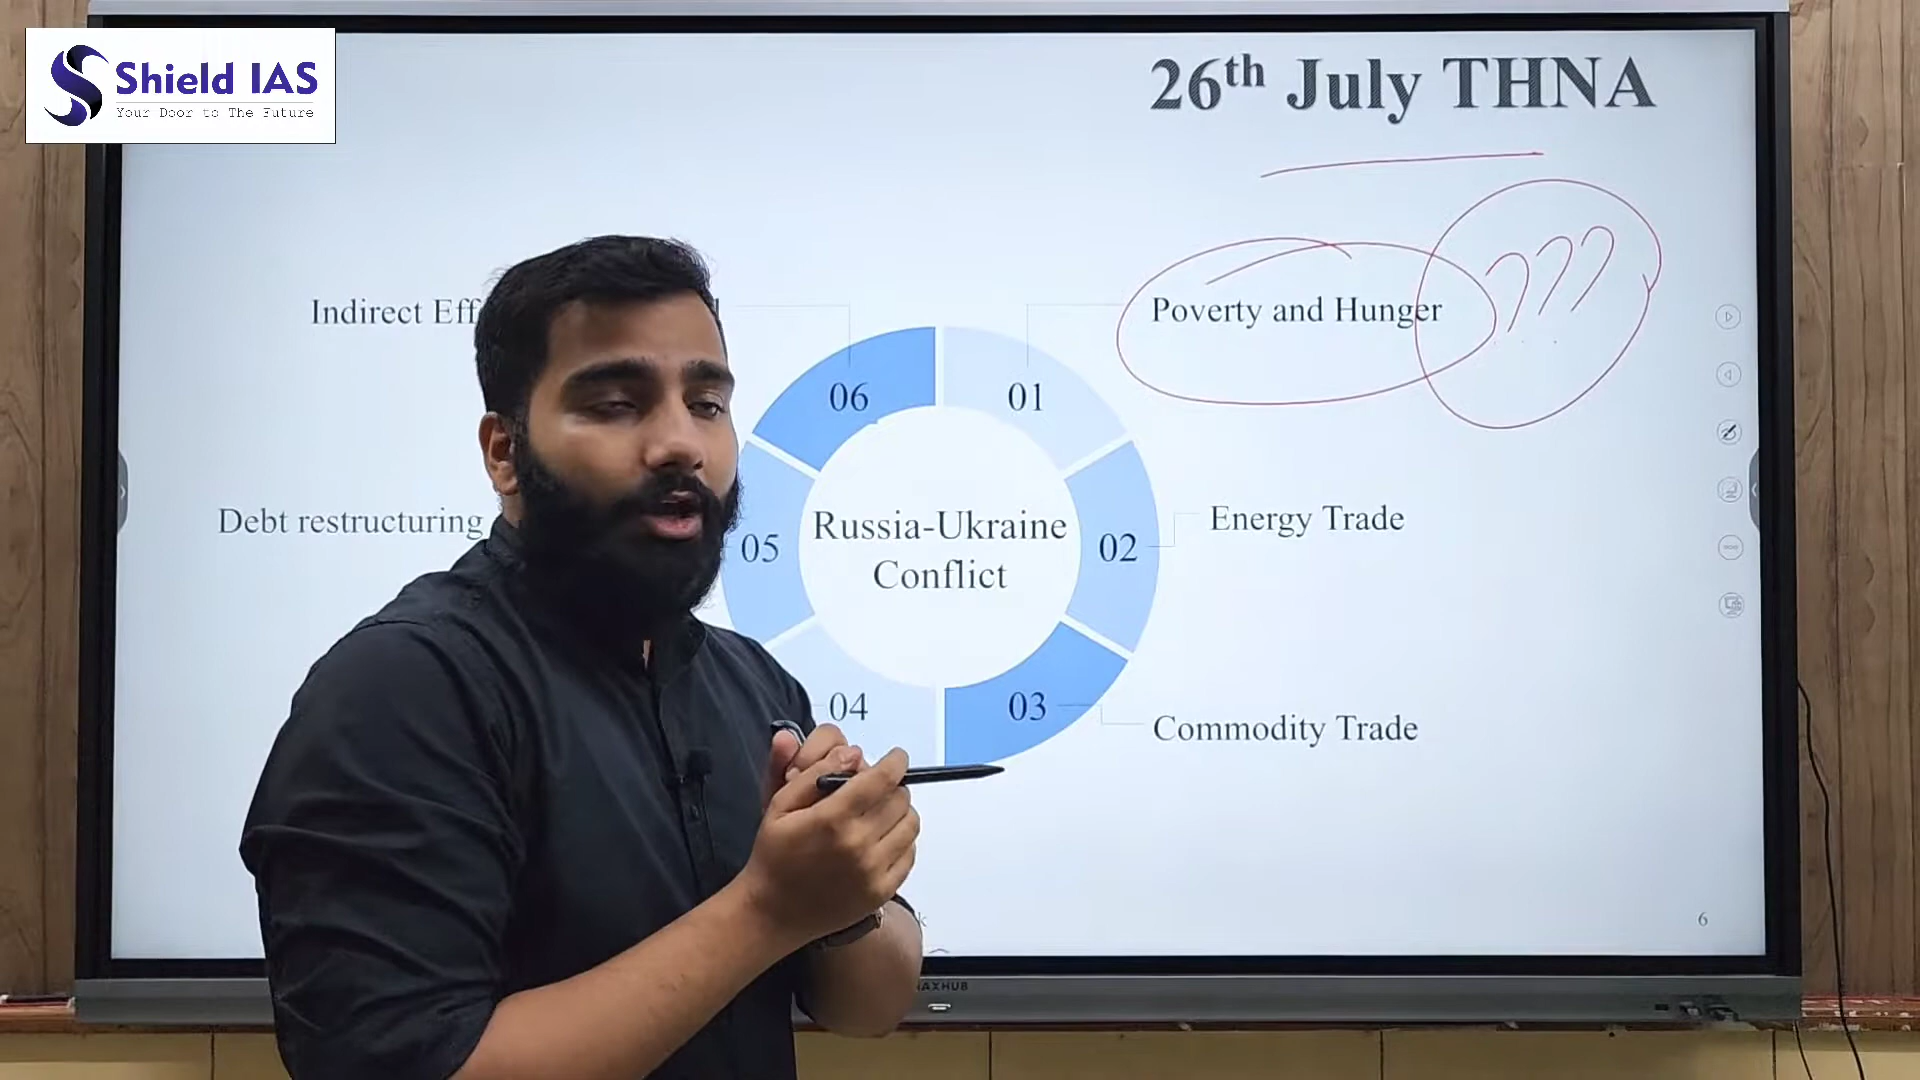 Shield IAS
Your Door to The Future
26th July THNA
???
Indirect
Poverty and Hunger
06
01
Debt restructuring
05
Russia-Ukraine
Conflict
02
Energy Trade
04
03
Commodity Trade
6